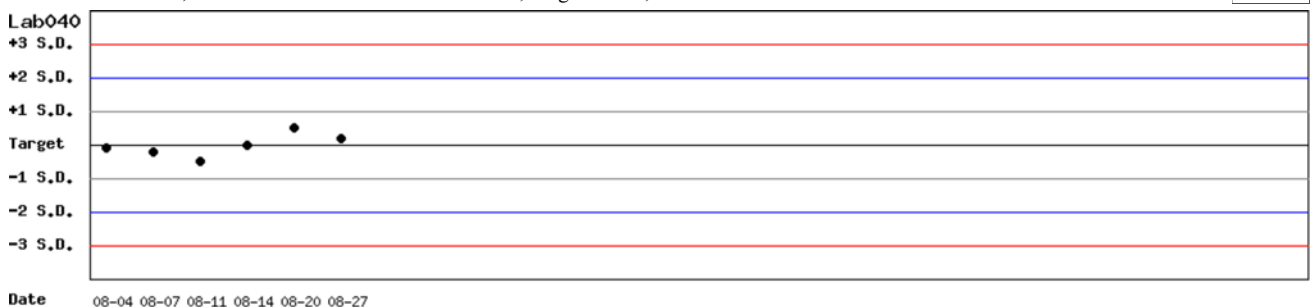 Lab040
+3 S.D.
+2 S.D.
+1 S.D.
Target
-1 S.D.
-2 S.D.
-3 S.D.
Date 08-04 08-07 08-11 08-14 08-20 08-27